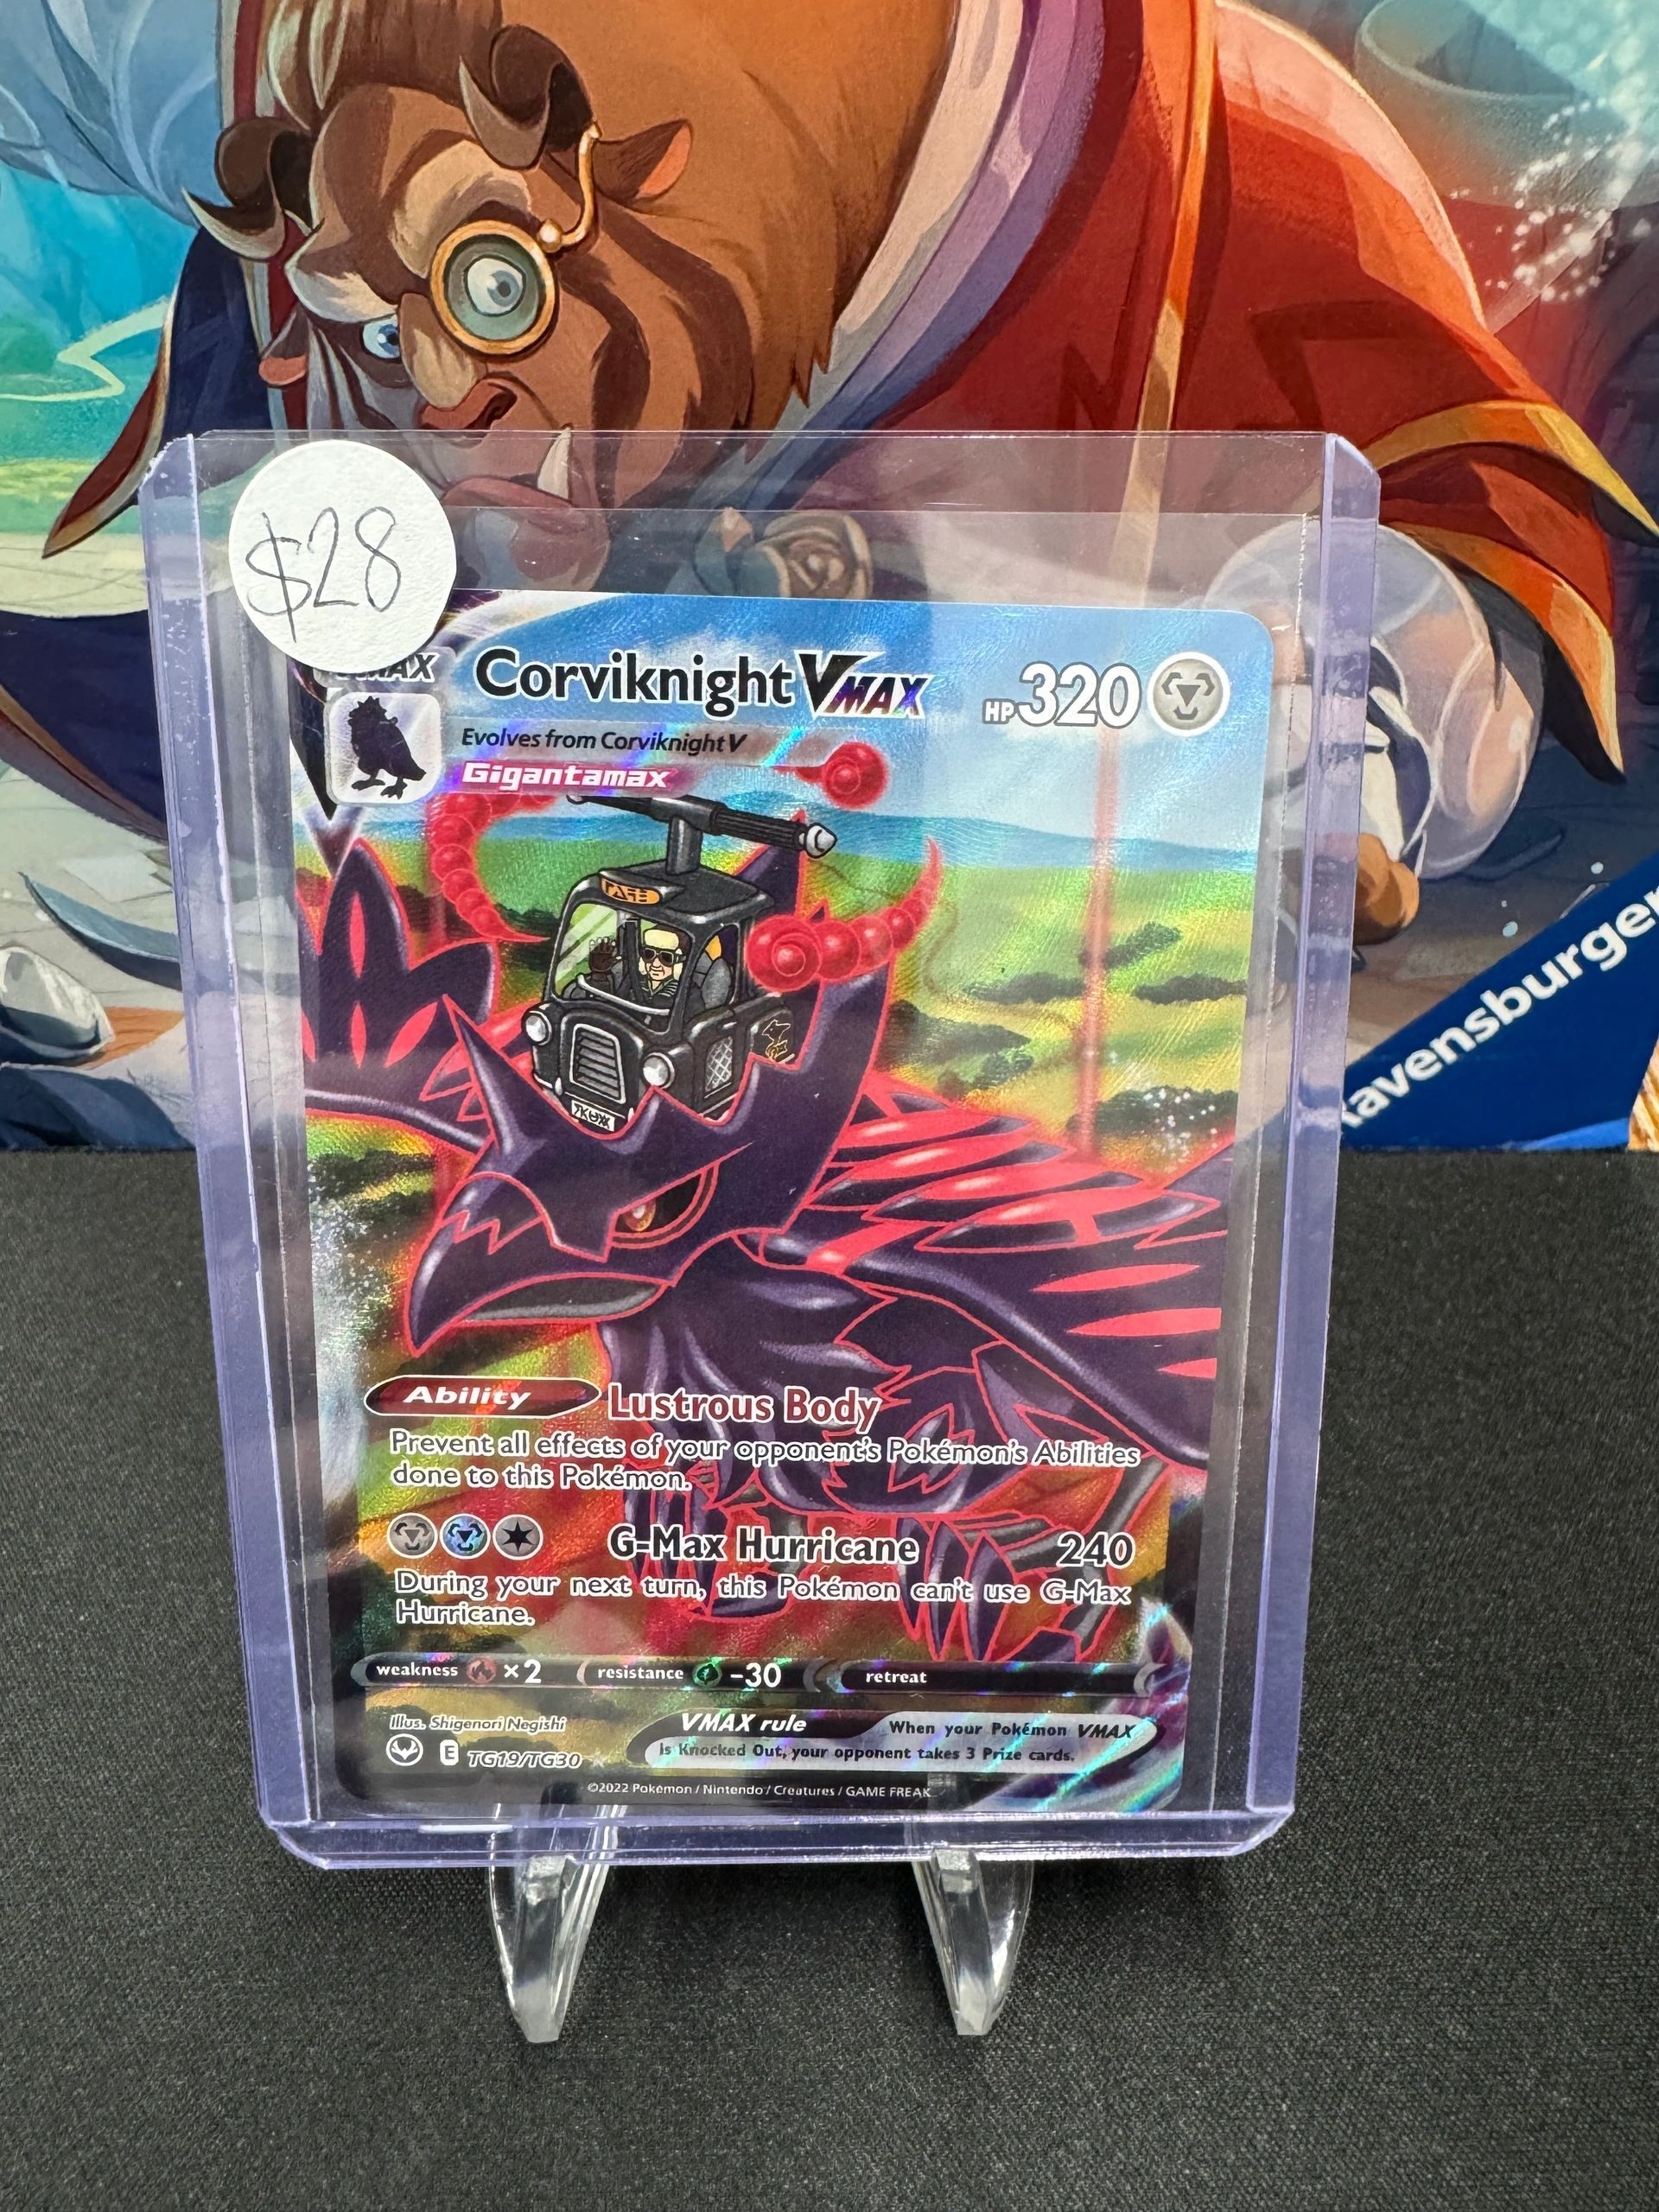 $28
Corviknight VMAX
HP 320
Evolves from Corviknight V
Gigantamax
Ravensburger
Ability Lustrous Body
Prevent all effects of your opponent's Pokémon's Abilities
done to this Pokémon.
G-Max Hurricane 240
During your next turn, this Pokémon can't use G-Max
Hurricane.
weakness ×2 resistance -30 retreat
Illus. Shigenori Negishi
E TG19/TG30
VMAX rule When your Pokémon VMAX
is Knocked Out, your opponent takes 3 Prize cards.
©2022 Pokémon / Nintendo / Creatures / GAME FREAK